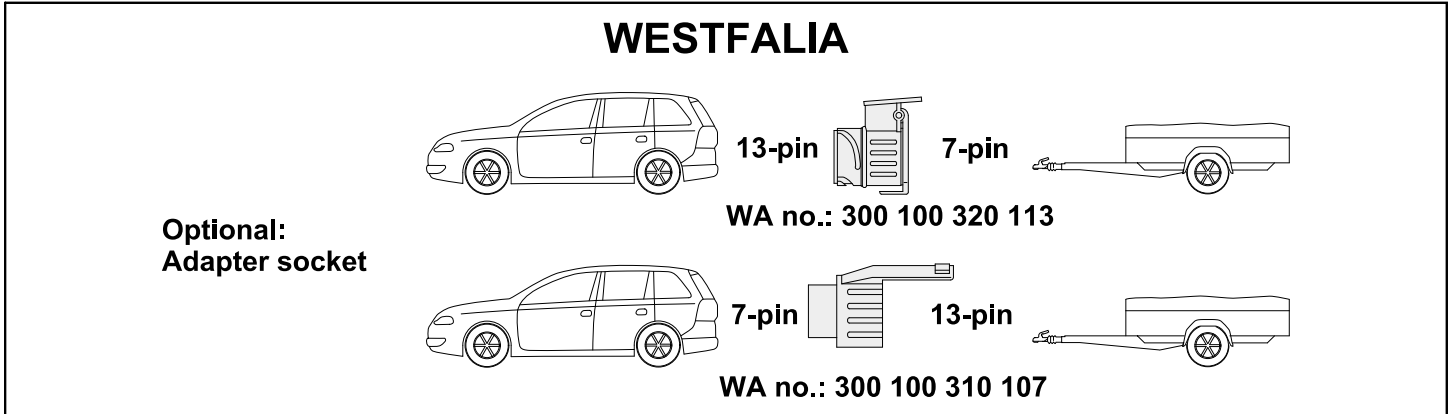 WESTFALIA
13-pin 7-pin
WA no.: 300 100 320 113
Optional:
Adapter socket
7-pin 13-pin
WA no.: 300 100 310 107